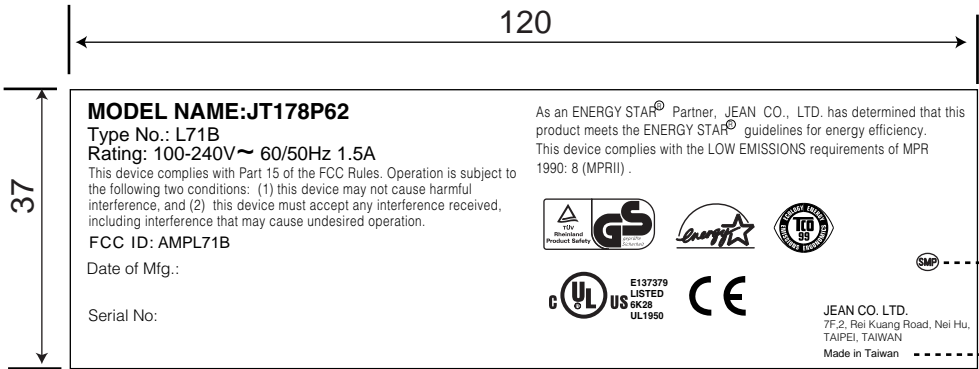 120
37
MODEL NAME:JT178P62
Type No.: L71B
Rating: 100-240V~ 60/50Hz 1.5A
This device complies with Part 15 of the FCC Rules. Operation is subject to
the following two conditions: (1) this device may not cause harmful
interference, and (2) this device must accept any interference received,
including interference that may cause undesired operation.
FCC ID: AMPL71B
Date of Mfg.:
Serial No:
As an ENERGY STAR® Partner, JEAN CO., LTD. has determined that this
product meets the ENERGY STAR® guidelines for energy efficiency.
This device complies with the LOW EMISSIONS requirements of MPR
1990: 8 (MPRII) .
TÜV
Rheinland
Product Safety
GS
geprüfte
Sicherheit
energy
ECOLOGY ENERGY
TCO
99
EMISSIONS ERGONOMICS
SMP
C UL US
E137379
LISTED
6K28
UL1950
CE
JEAN CO. LTD.
7F,2, Rei Kuang Road, Nei Hu,
TAIPEI, TAIWAN
Made in Taiwan